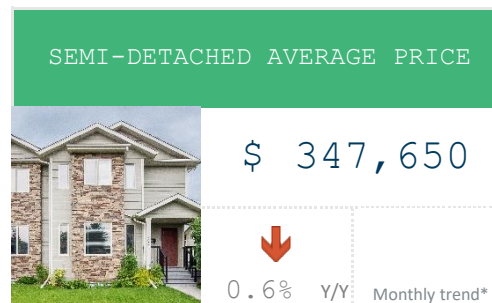 SEMI-DETACHED AVERAGE PRICE
$ 347,650
0.6% Y/Y Monthly trend*